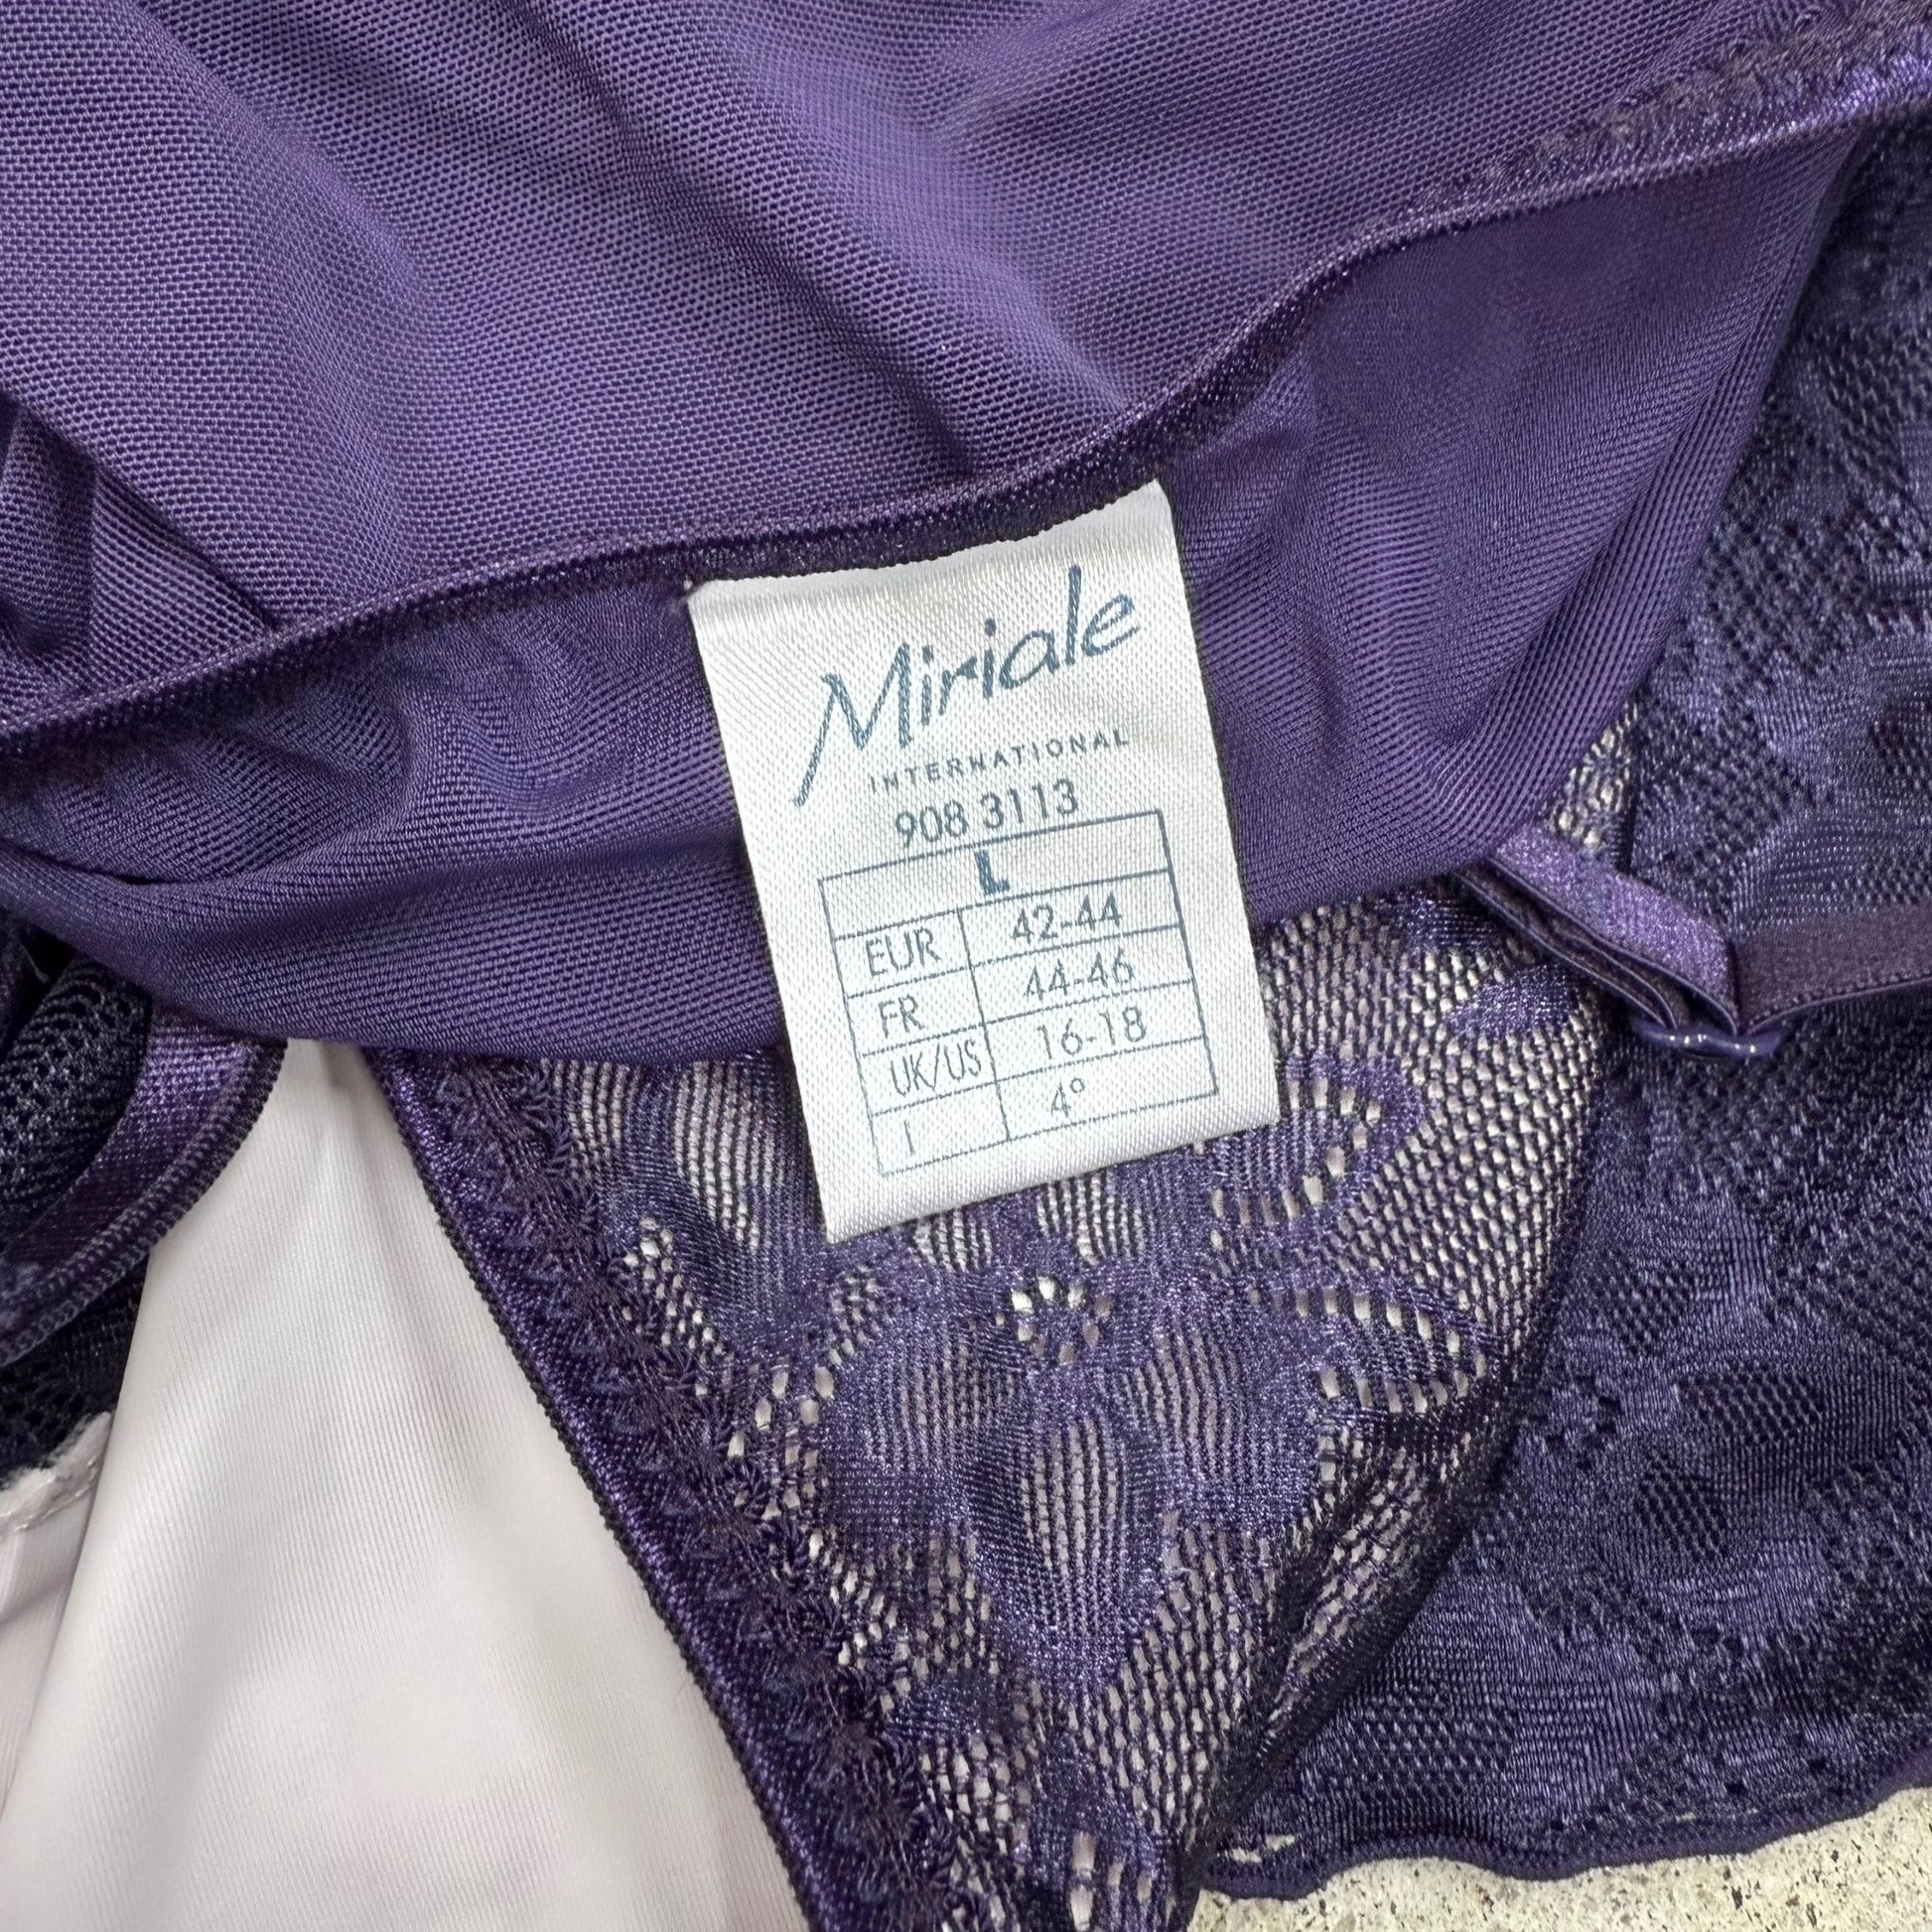 Miriale
INTERNATIONAL
908 3113
L
EUR 42-44
FR 44-46
UK/US 16-18
I 4°